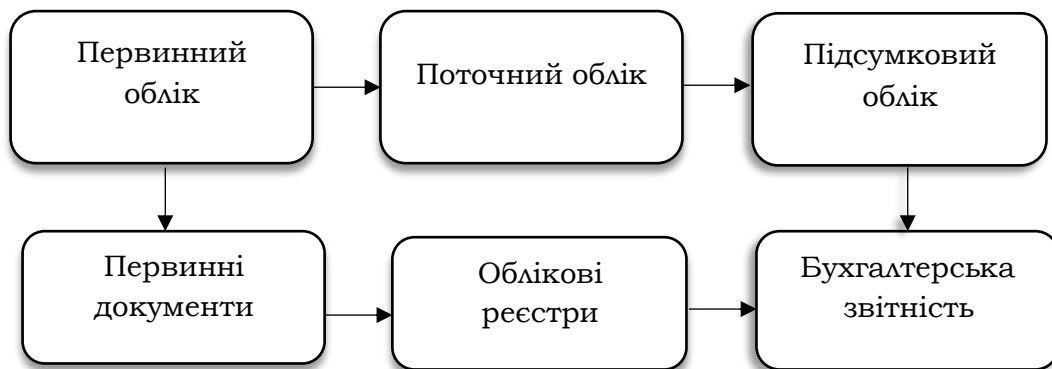 Первинний
облік
Поточний облік
Підсумковий
облік
Первинні
документи
Облікові
реєстри
Бухгалтерська
звітність